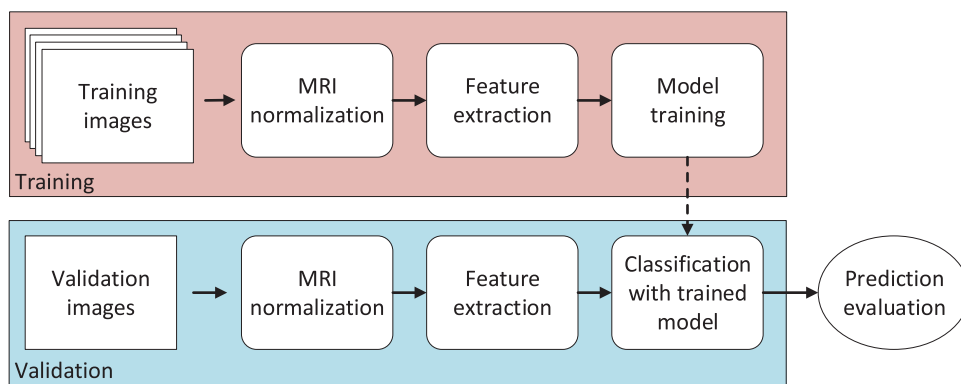 Training
images
MRI
normalization
Feature
extraction
Model
training
Training
Validation
images
MRI
normalization
Feature
extraction
Classification
with trained
model
Prediction
evaluation
Validation